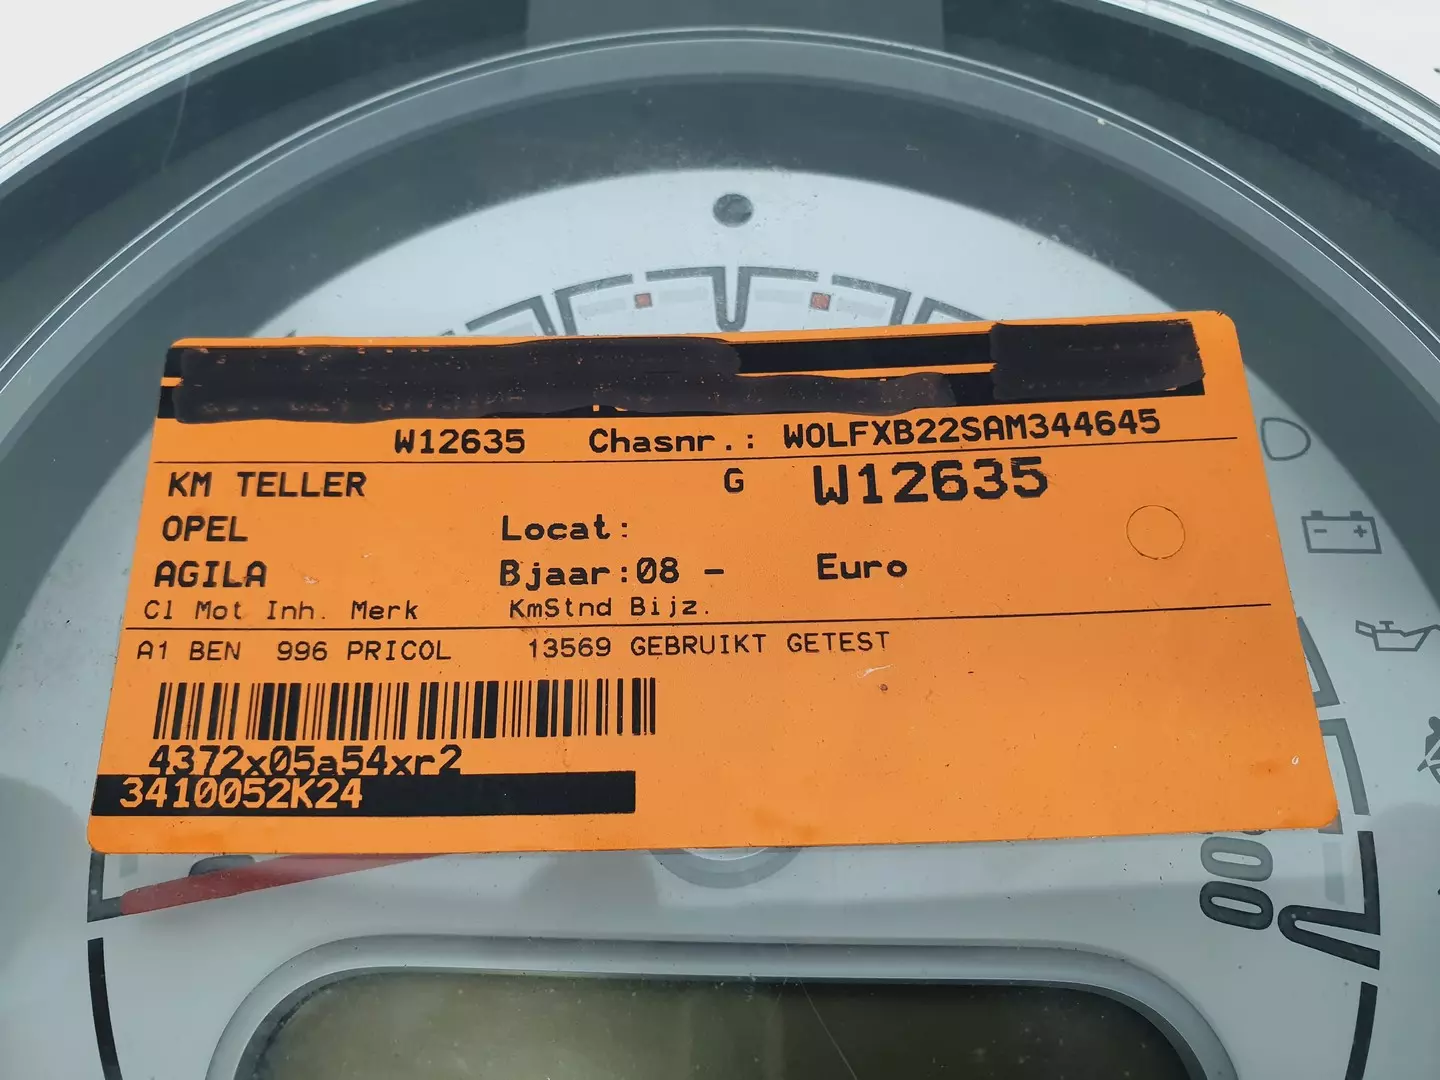 W12635 Chasnr.: WOLFXB22SAM344645
KM TELLER G W12635
OPEL Locat:
AGILA Bjaar:08 - Euro
Cl Mot Inh. Merk KmStnd Bijz.
A1 BEN 996 PRICOL 13569 GEBRUIKT GETEST
4372x05a54xr2
3410052K24